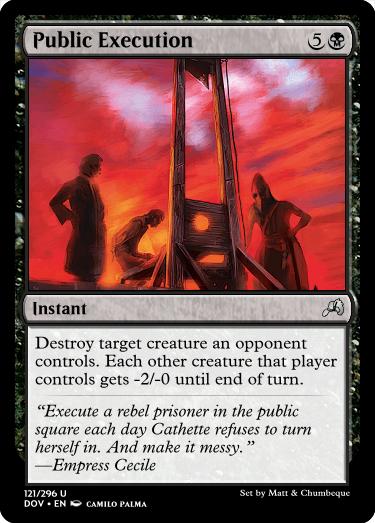 Public Execution 5
Instant
Destroy target creature an opponent
controls. Each other creature that player
controls gets -2/-0 until end of turn.
“Execute a rebel prisoner in the public
square each day Cathette refuses to turn
herself in. And make it messy.”
—Empress Cecile
121/296 U
DOV • EN CAMILO PALMA
Set by Matt & Chumbeque